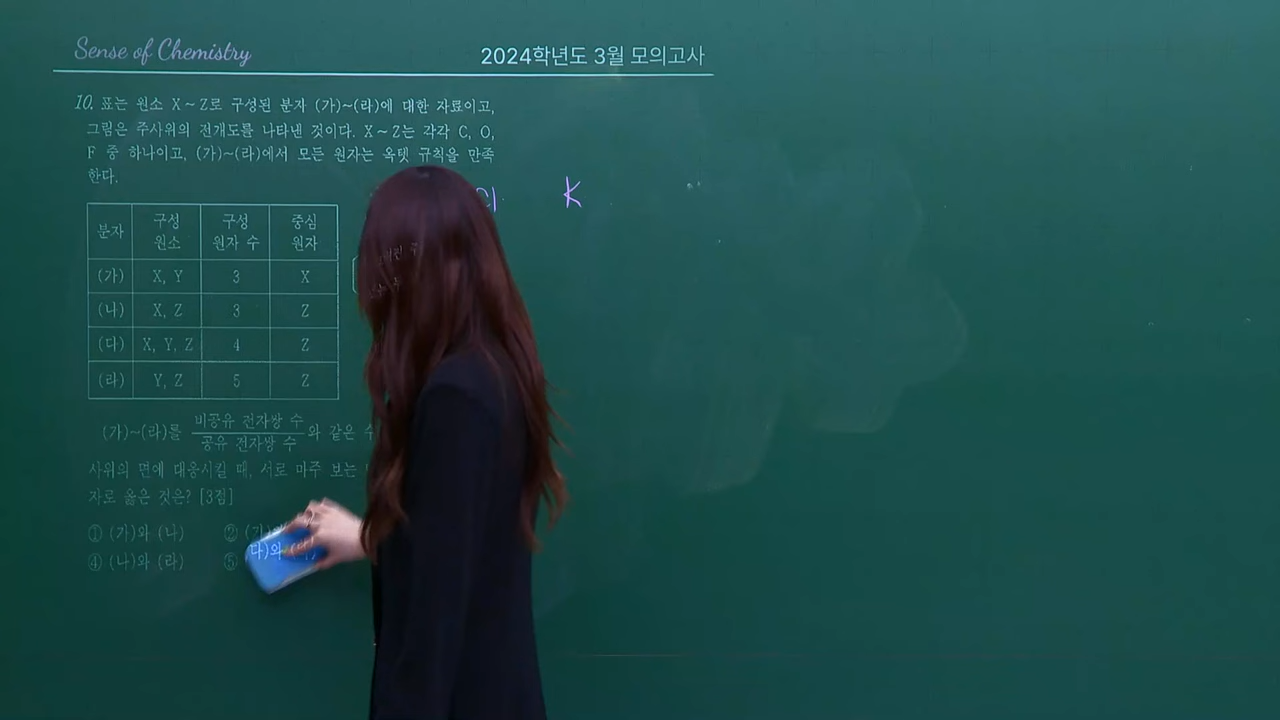 Sense of Chemistry
2024학년도 3월 모의고사
10. 표는 원소 X ~ Z로 구성된 분자 (가)~(라)에 대한 자료이고,
그림은 주사위의 전개도를 나타낸 것이다. X ~ Z는 각각 C, O,
F 중 하나이고, (가)~(라)에서 모든 원자는 옥텟 규칙을 만족
한다.
K
분자 구성 원소 구성 원자 수 중심 원자
(가) X, Y 3 X
(나) X, Z 3 Z
(다) X, Y, Z 4 Z
(라) Y, Z 5 Z
(가)~(라)를 비공유 전자쌍 수
공유 전자쌍 수 와 같은 수
사위의 면에 대응시킬 때, 서로 마주 보는
자로 옳은 것은? [3점]
① (가)와 (나) ② (가)
④ (나)와 (라) ⑤ 다)와